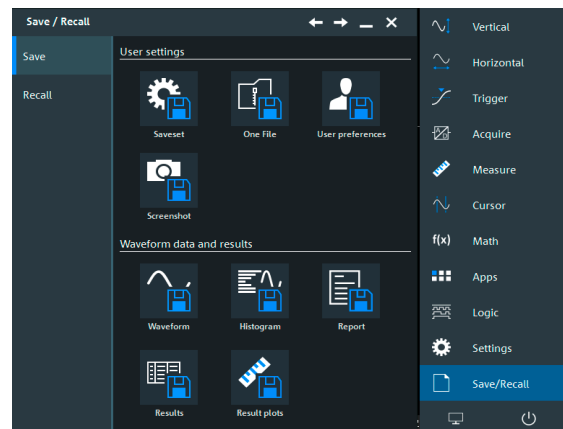 Save / Recall
Save
Recall
User settings
Saveset
One File
User preferences
Screenshot
Waveform data and results
Waveform
Histogram
Report
Results
Result plots
Vertical
Horizontal
Trigger
A
D
Acquire
Measure
Cursor
f(x)
Math
Apps
Logic
Settings
Save/Recall